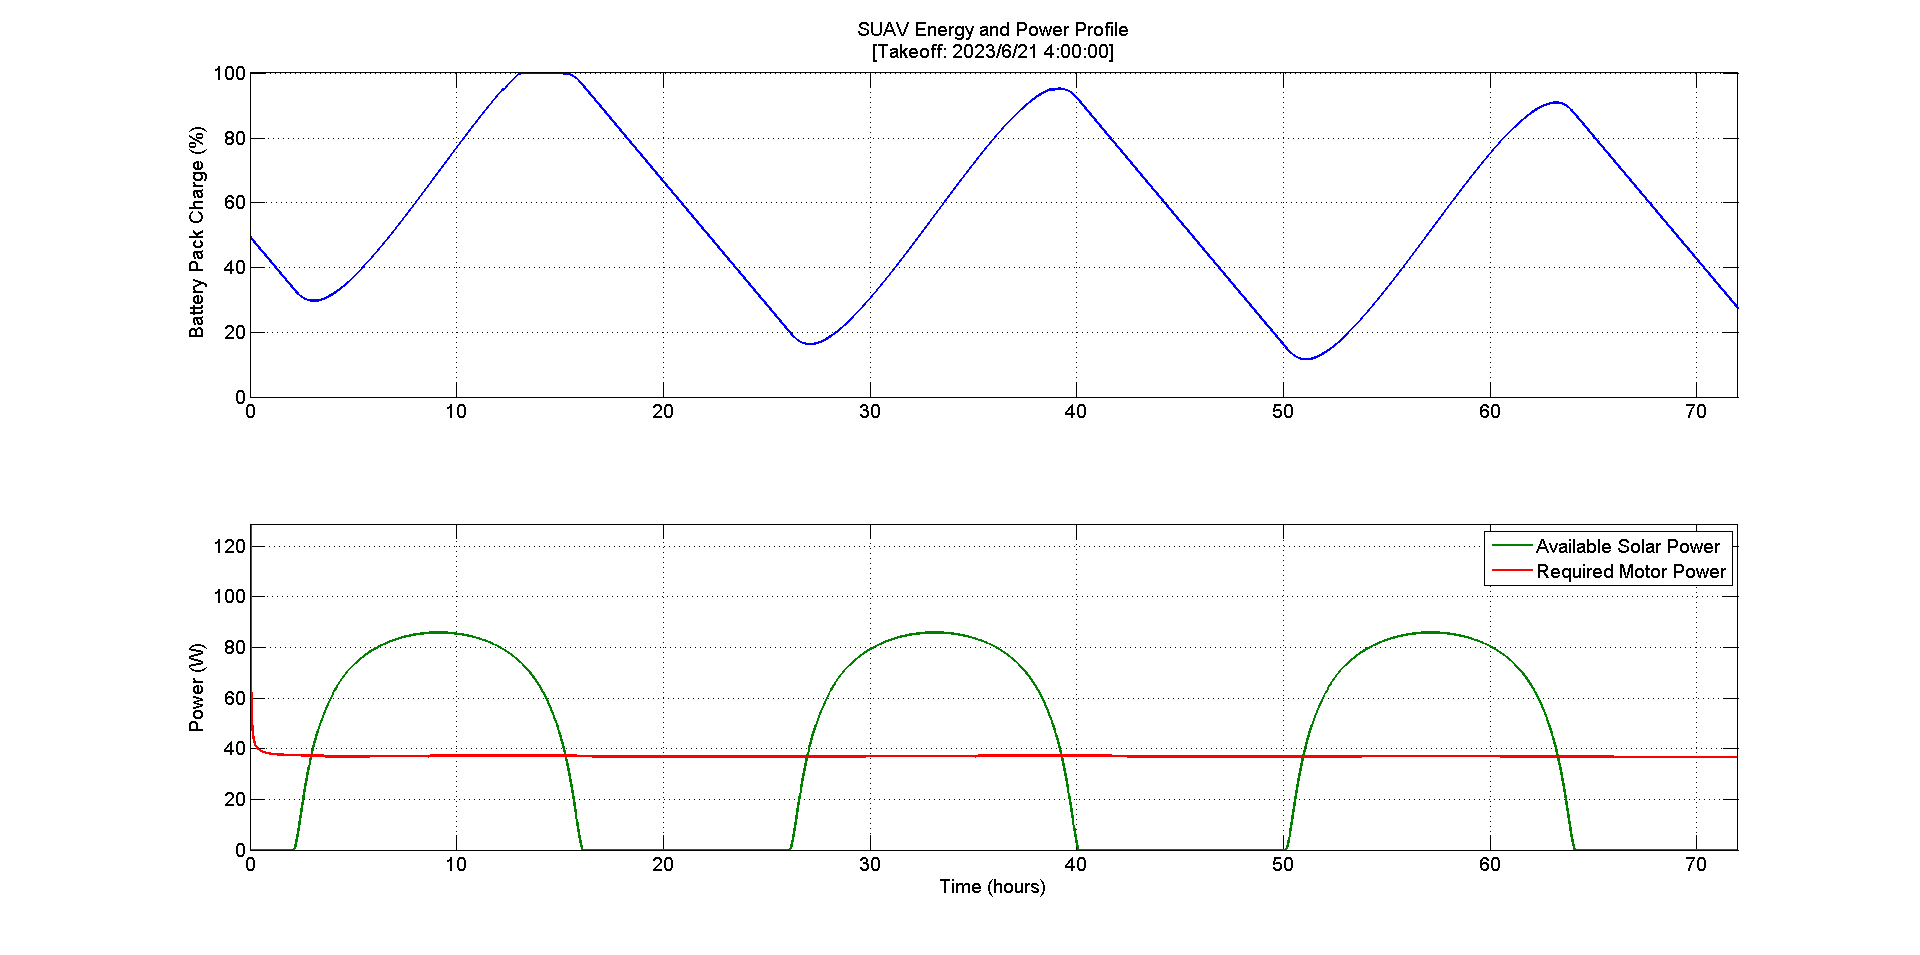 SUAV Energy and Power Profile
[Takeoff: 2023/6/21 4:00:00]
Battery Pack Charge (%)
100
80
60
40
20
0
0 10 20 30 40 50 60 70
Power (W)
120
100
80
60
40
20
0
Available Solar Power
Required Motor Power
0 10 20 30 40 50 60 70
Time (hours)